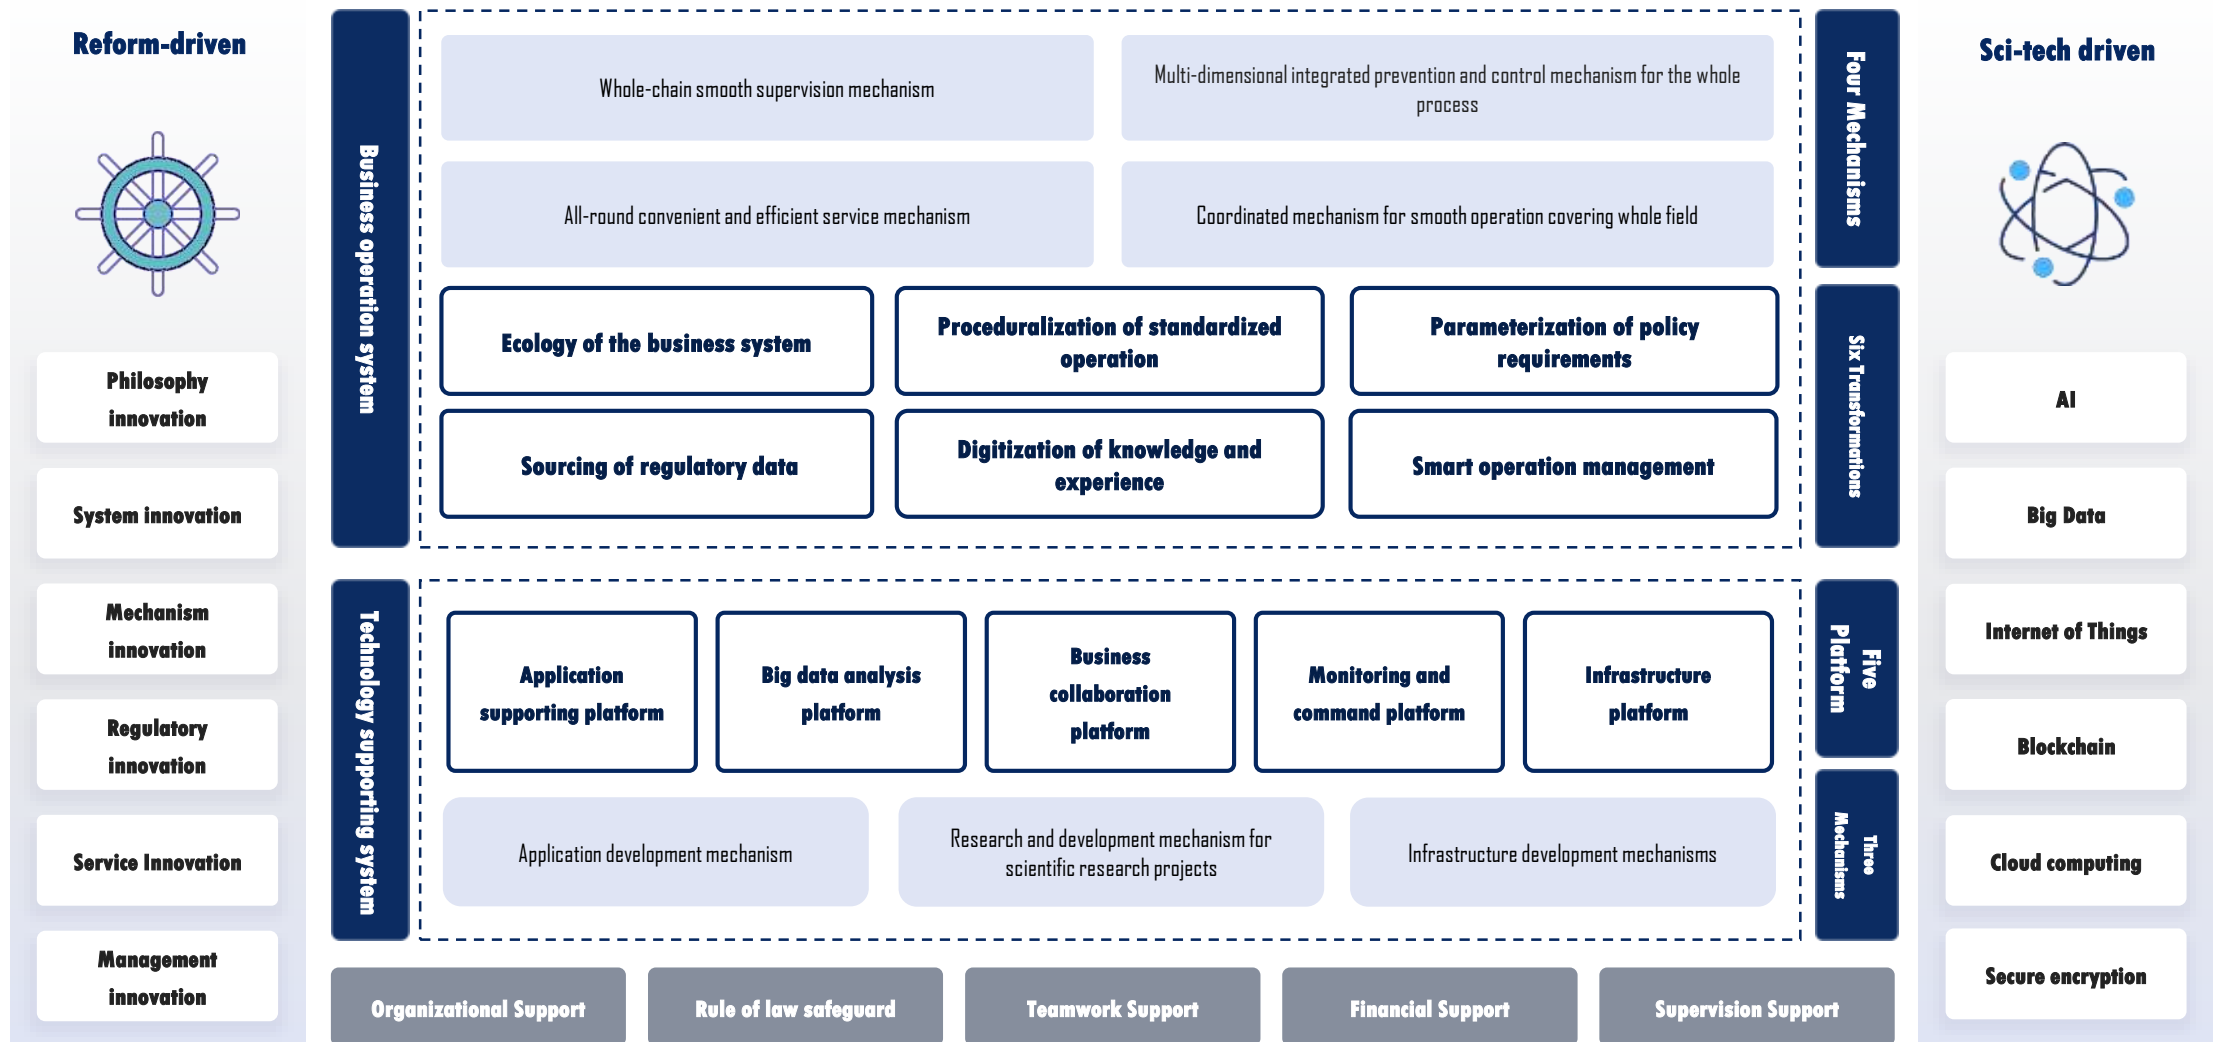 Reform-driven
Philosophy
innovation
System innovation
Mechanism
innovation
Regulatory
innovation
Service Innovation
Management
innovation
Business operation system
Whole-chain smooth supervision mechanism
Multi-dimensional integrated prevention and control mechanism for the whole
process
All-round convenient and efficient service mechanism
Coordinated mechanism for smooth operation covering whole field
Four Mechanisms
Ecology of the business system
Proceduralization of standardized
operation
Parameterization of policy
requirements
Sourcing of regulatory data
Digitization of knowledge and
experience
Smart operation management
Six Transformations
Technology supporting system
Application
supporting platform
Big data analysis
platform
Business
collaboration
platform
Monitoring and
command platform
Infrastructure
platform
Five
Platform
Application development mechanism
Research and development mechanism for
scientific research projects
Infrastructure development mechanisms
Three
Mechanisms
Organizational Support
Rule of law safeguard
Teamwork Support
Financial Support
Supervision Support
Sci-tech driven
AI
Big Data
Internet of Things
Blockchain
Cloud computing
Secure encryption